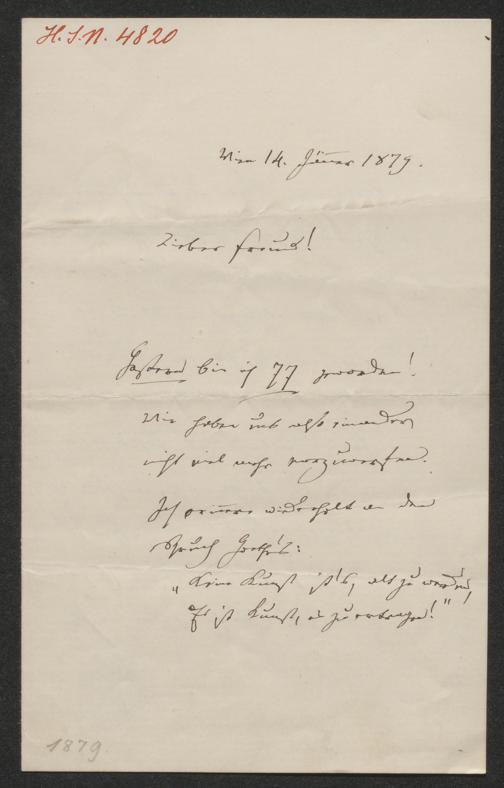 H.I.N. 4820
Wien 14. Jänner 1879.
Lieber Freund!
Gestern bin ich 77 geworden!
Wir haben uns also einander
nicht viel mehr vorzuwerfen.
Ich erinnere wiederholt an den
Spruch Goethe's:
„Keine Kunst ist's, alt zu werden,
Es ist Kunst, es zu ertragen!"
1879.